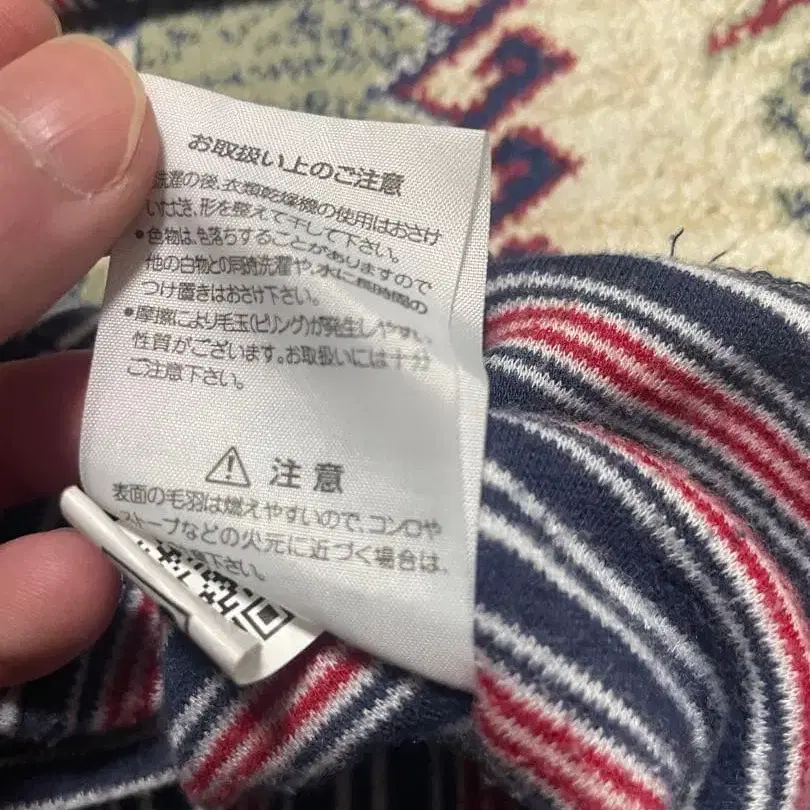 お取扱い上のご注意
洗濯の後、衣類乾燥機の使用はおさけ
いただき、形を整えて干して下さい。
•色物は、色落ちすることがありますので
他の白物との同時洗濯や、水に長時間の
つけ置きはおさけ下さい。
•摩擦により毛玉(ピリング)が発生しやすい
性質がございます。お取扱いには十分
ご注意下さい。
注意
表面の毛羽は燃えやすいので、コンロや
ストーブなどの火元に近づく場合は、
下さい。